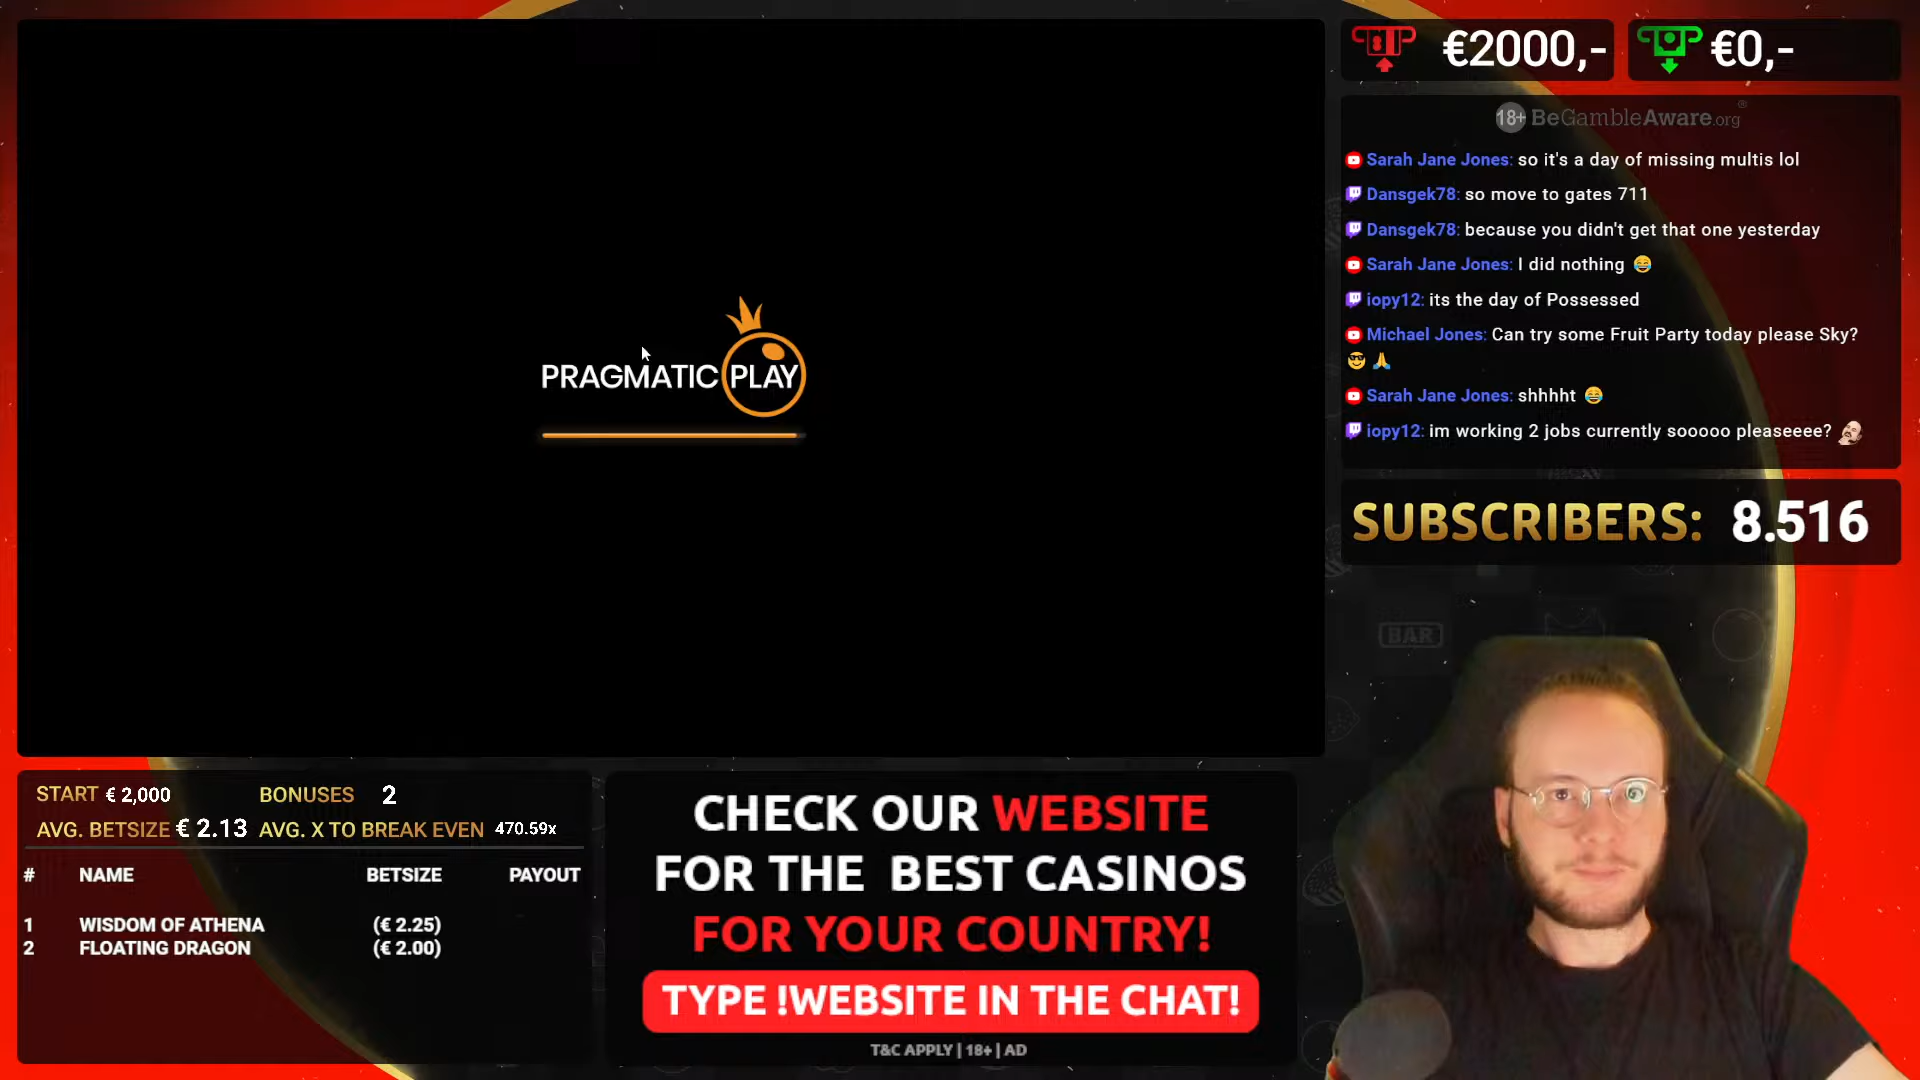 €2000,-
€0,-
18+ BeGambleAware.org®
Sarah Jane Jones: so it's a day of missing multis lol
Dansgek78: so move to gates 711
Dansgek78: because you didn't get that one yesterday
Sarah Jane Jones: I did nothing 😂
iopy12: its the day of Possessed
Michael Jones: Can try some Fruit Party today please Sky?
😎 🙏
Sarah Jane Jones: shhhht 😂
iopy12: im working 2 jobs currently sooooo pleaseeee?
SUBSCRIBERS: 8.516
BAR
PRAGMATIC PLAY
START € 2,000 BONUSES 2
AVG. BETSIZE € 2.13 AVG. X TO BREAK EVEN 470.59x
# NAME BETSIZE PAYOUT
1 WISDOM OF ATHENA (€ 2.25)
2 FLOATING DRAGON (€ 2.00)
CHECK OUR WEBSITE
FOR THE BEST CASINOS
FOR YOUR COUNTRY!
TYPE !WEBSITE IN THE CHAT!
T&C APPLY | 18+ | AD